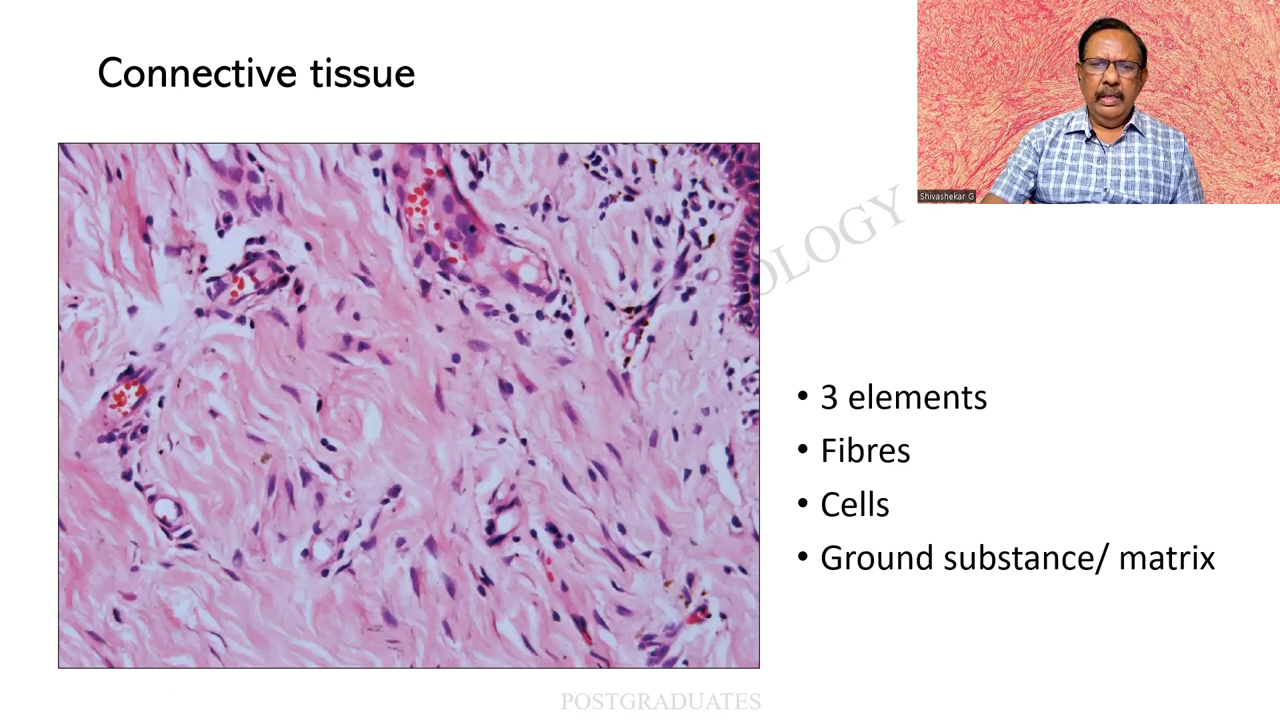 Connective tissue
Shivashekar G
OLOGY
• 3 elements
• Fibres
• Cells
• Ground substance/ matrix
POSTGRADUATES